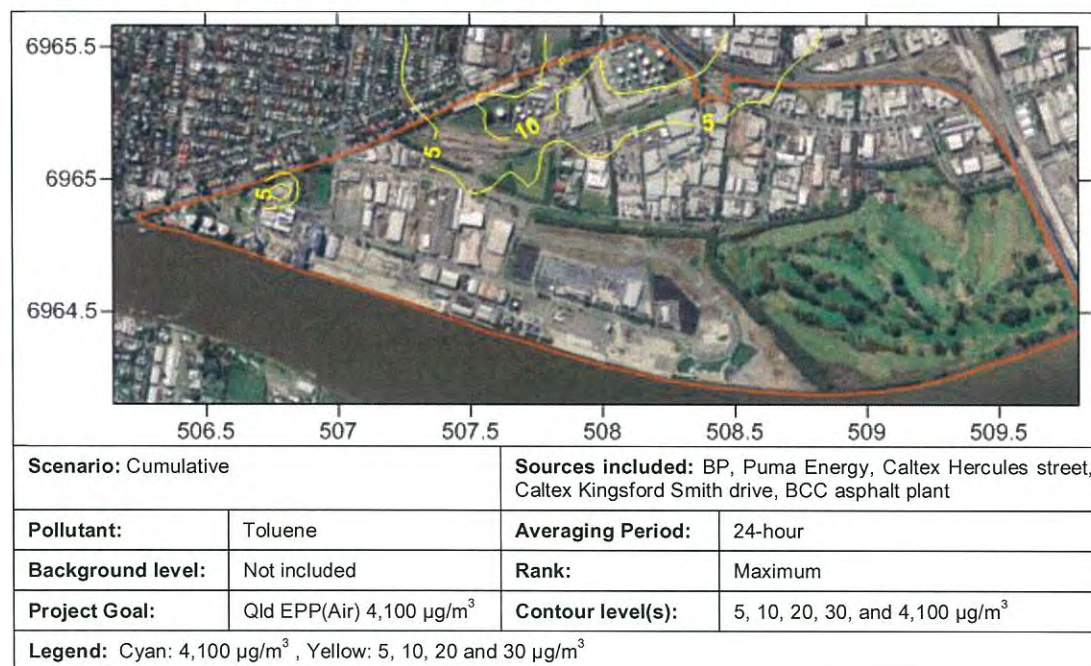 6965.5
6965
6964.5
5
10
5
5
506.5 507 507.5 508 508.5 509 509.5
Scenario: Cumulative
Sources included: BP, Puma Energy, Caltex Hercules street,
Caltex Kingsford Smith drive, BCC asphalt plant
Pollutant: Toluene
Averaging Period: 24-hour
Background level: Not included
Rank: Maximum
Project Goal: Qld EPP(Air) 4,100 µg/m³
Contour level(s): 5, 10, 20, 30, and 4,100 µg/m³
Legend: Cyan: 4,100 µg/m³ , Yellow: 5, 10, 20 and 30 µg/m³